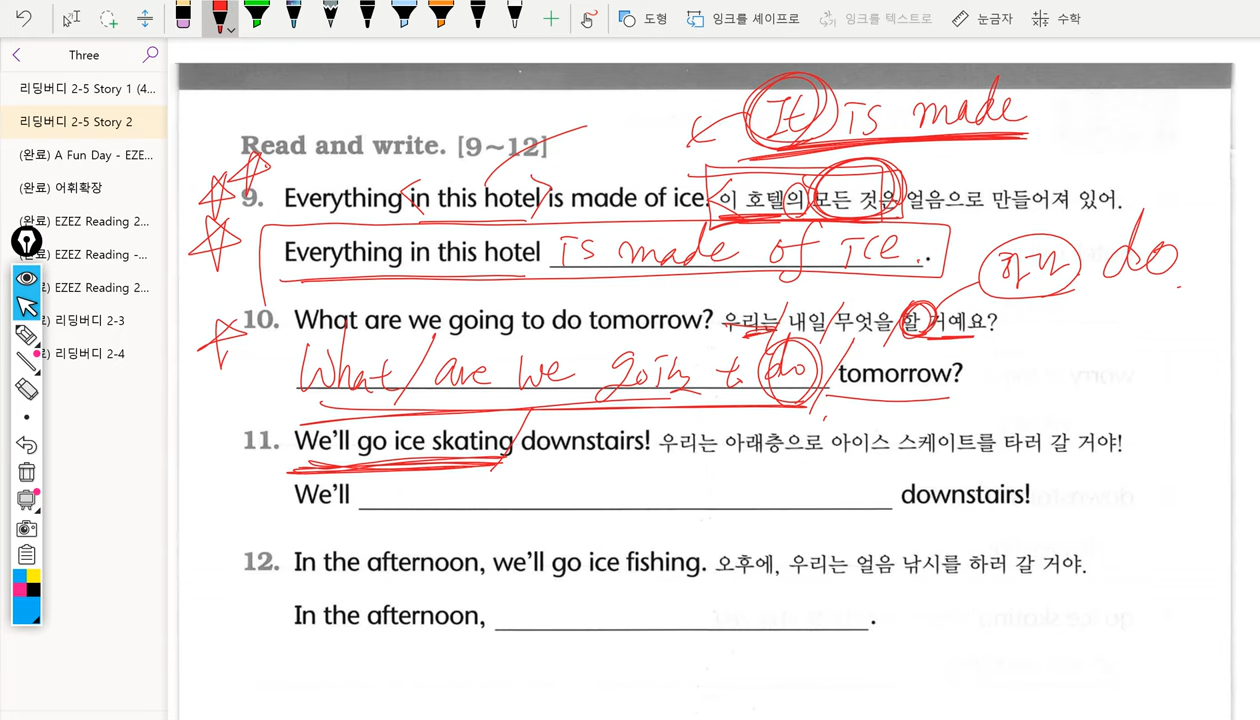 도형
잉크를 셰이프로
잉크를 텍스트로
눈금자
수학
Three
리딩버디 2-5 Story 1 (4...
리딩버디 2-5 Story 2
(완료) A Fun Day - EZE...
(완료) 어휘확장
(완료) EZEZ Reading 2...
EZEZ Reading -...
EZEZ Reading 2...
리딩버디 2-3
리딩버디 2-4
It is made
Read and write. [9~12]
9. Everything in this hotel is made of ice. 이 호텔의 모든 것은 얼음으로 만들어져 있어.
Everything in this hotel is made of ice. .
하다 do
10. What are we going to do tomorrow? 우리는 내일 무엇을 할 거예요?
What are we going to do tomorrow?
11. We'll go ice skating downstairs! 우리는 아래층으로 아이스 스케이트를 타러 갈 거야!
We'll downstairs!
12. In the afternoon, we'll go ice fishing. 오후에, 우리는 얼음 낚시를 하러 갈 거야.
In the afternoon, .